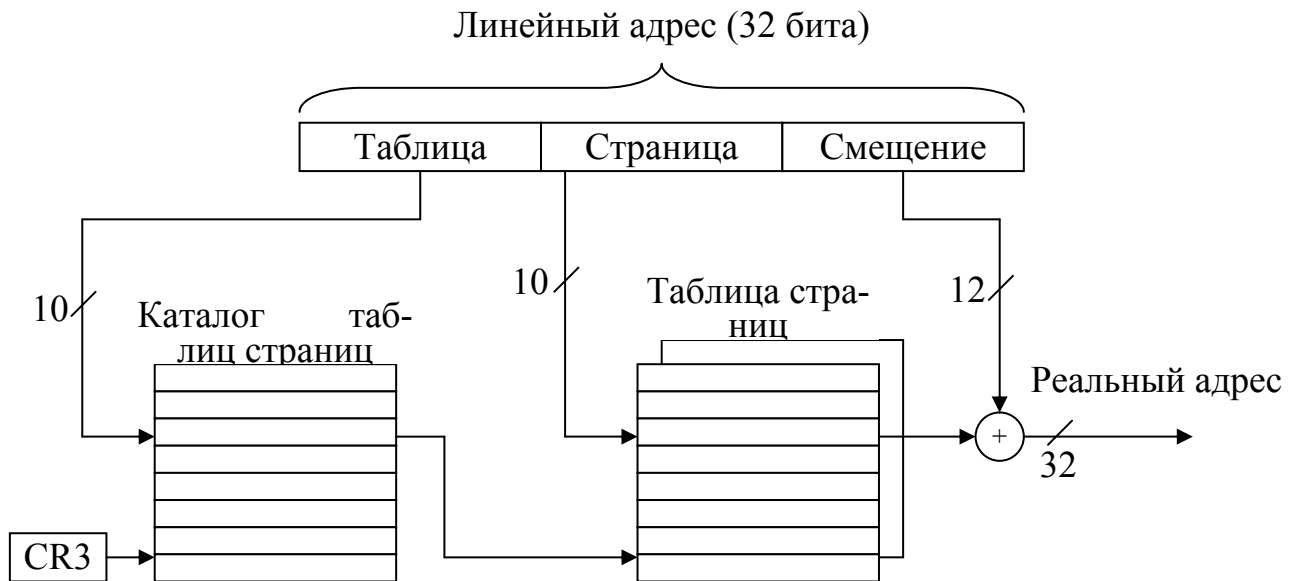 Линейный адрес (32 бита)
Таблица
Страница
Смещение
10
10
12
Каталог таб-
лиц страниц
Таблица стра-
ниц
Реальный адрес
+
32
CR3